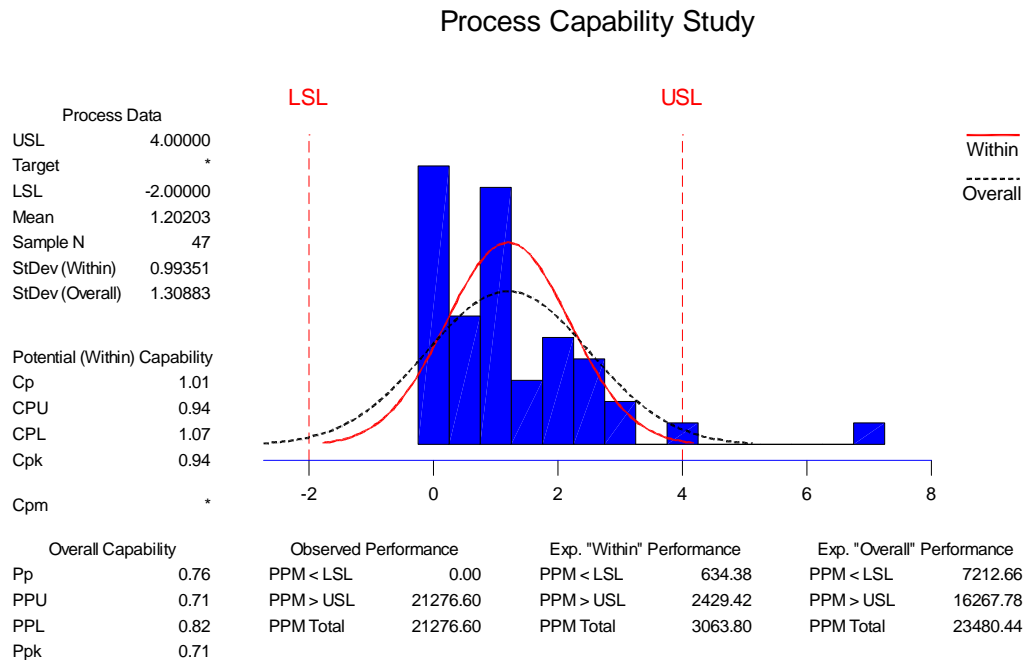 Process Capability Study
LSL
USL
Process Data
USL 4.00000
Target *
LSL -2.00000
Mean 1.20203
Sample N 47
StDev (Within) 0.99351
StDev (Overall) 1.30883
Within
Overall
Potential (Within) Capability
Cp 1.01
CPU 0.94
CPL 1.07
Cpk 0.94
Cpm *
-2 0 2 4 6 8
Overall Capability
Pp 0.76
PPU 0.71
PPL 0.82
Ppk 0.71
Observed Performance
PPM < LSL 0.00
PPM > USL 21276.60
PPM Total 21276.60
Exp. "Within" Performance
PPM < LSL 634.38
PPM > USL 2429.42
PPM Total 3063.80
Exp. "Overall" Performance
PPM < LSL 7212.66
PPM > USL 16267.78
PPM Total 23480.44